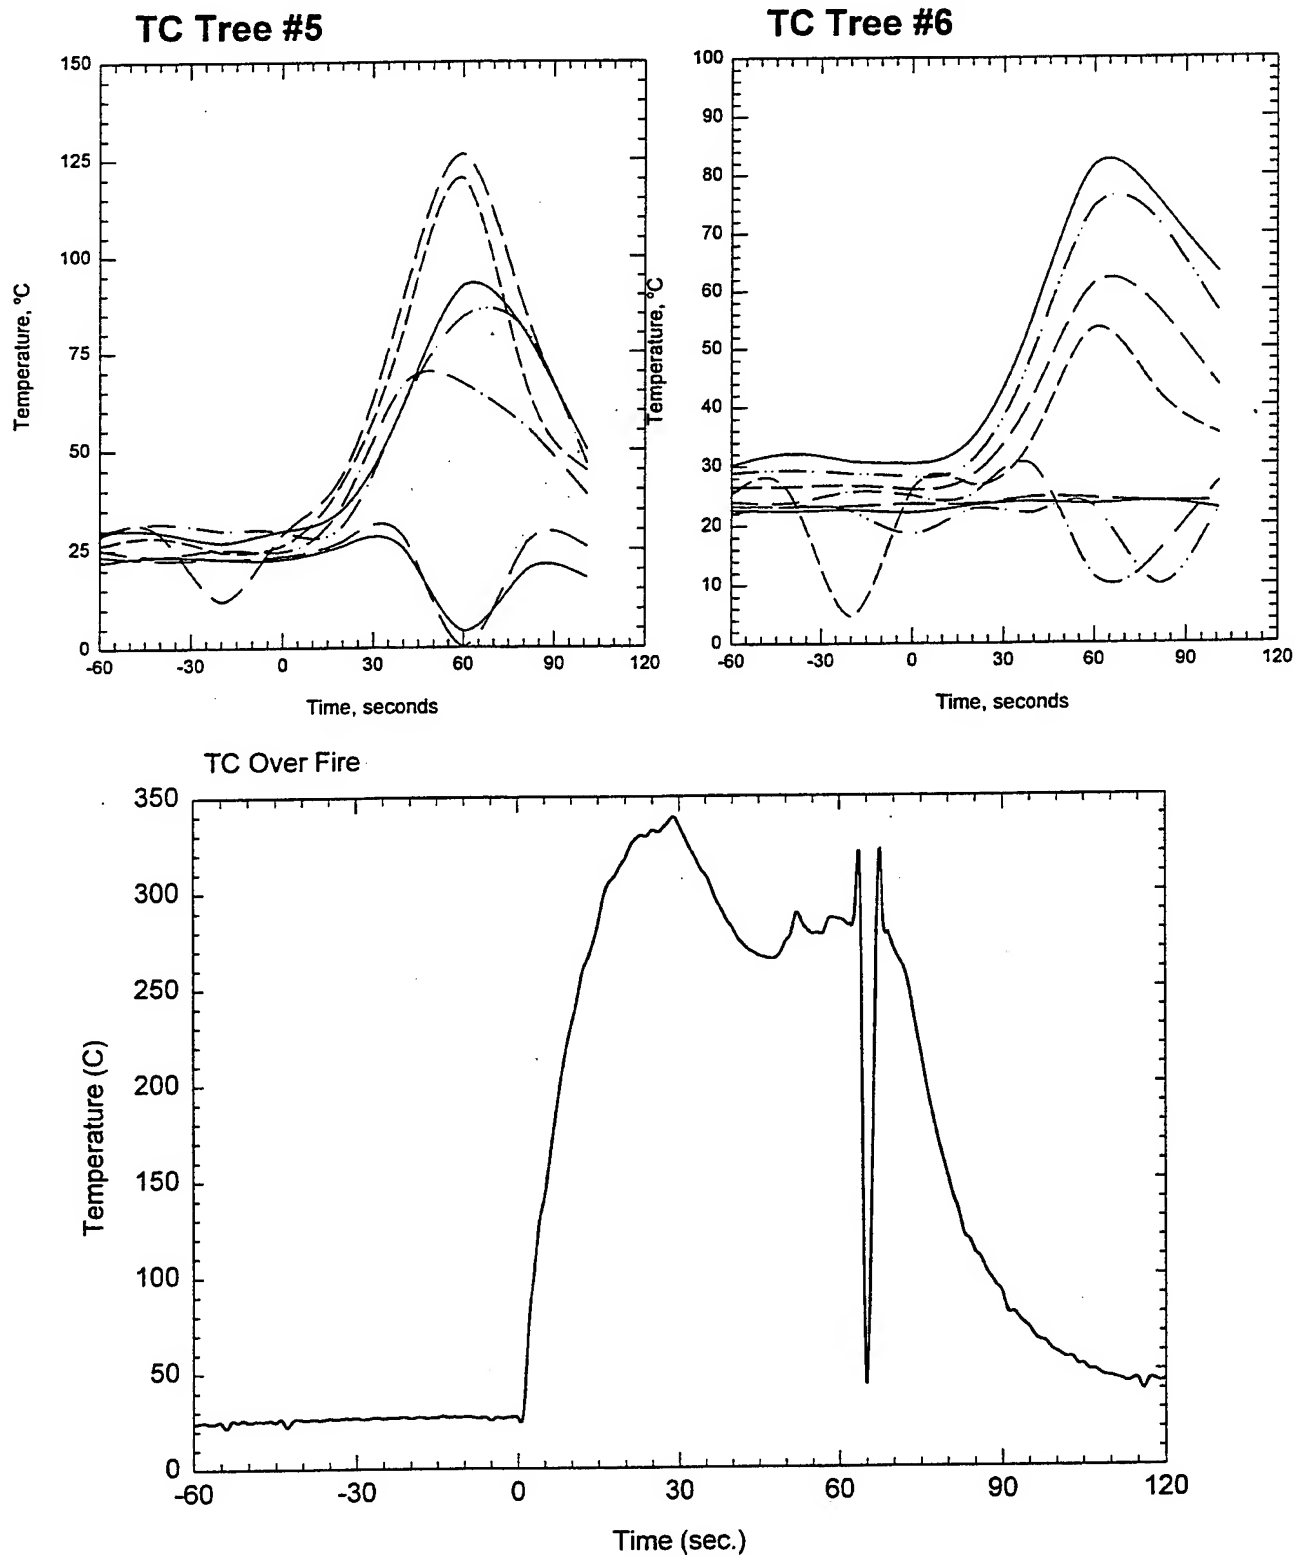 TC Tree #5
150
125
100
75
50
25
0
Temperature, ºC
-60 -30 0 30 60 90 120
Time, seconds
TC Tree #6
100
90
80
70
60
50
40
30
20
10
0
Temperature, ºC
-60 -30 0 30 60 90 120
Time, seconds
TC Over Fire
350
300
250
200
150
100
50
0
Temperature (C)
-60 -30 0 30 60 90 120
Time (sec.)